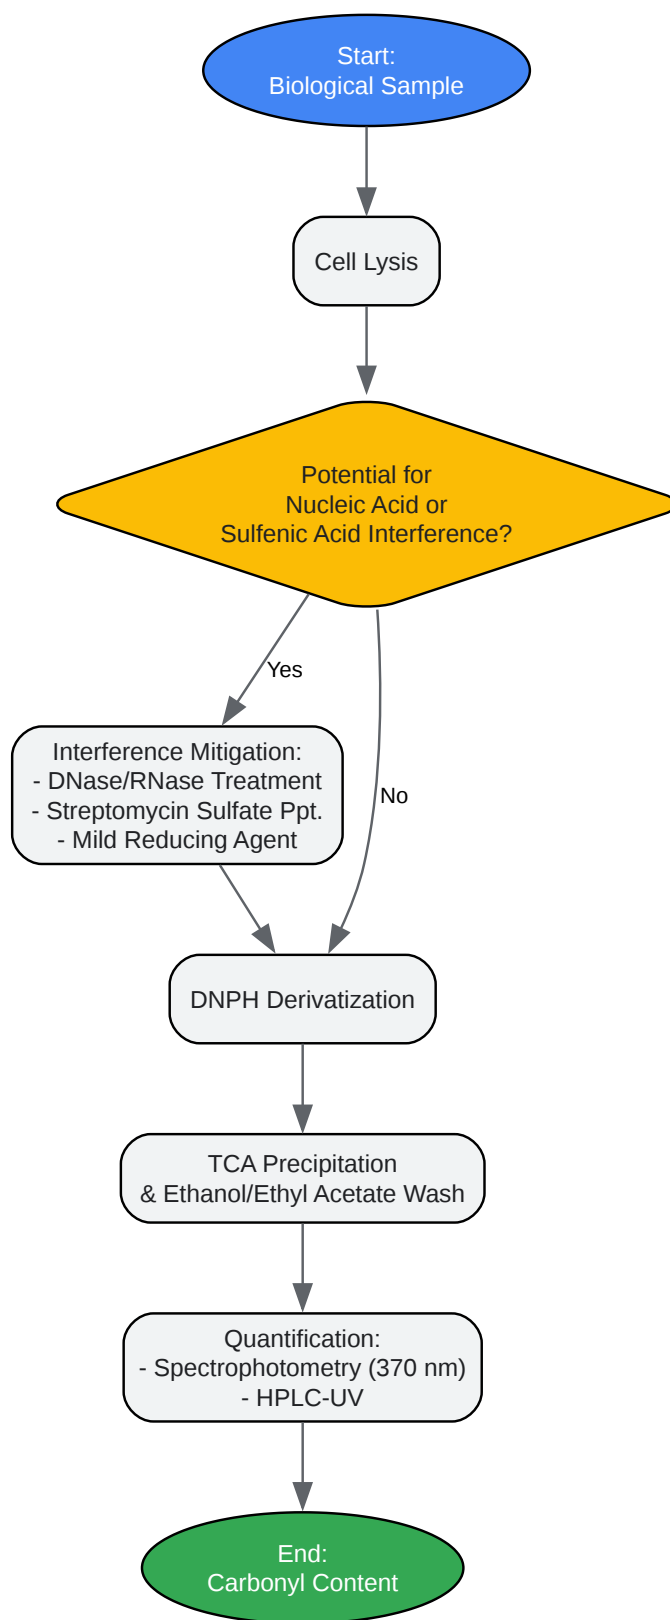 Start:
Biological Sample
Cell Lysis
Potential for
Nucleic Acid or
Sulfenic Acid Interference?
Yes
Interference Mitigation:
- DNase/RNase Treatment
- Streptomycin Sulfate Ppt.
- Mild Reducing Agent
No
DNPH Derivatization
TCA Precipitation
& Ethanol/Ethyl Acetate Wash
Quantification:
- Spectrophotometry (370 nm)
- HPLC-UV
End:
Carbonyl Content